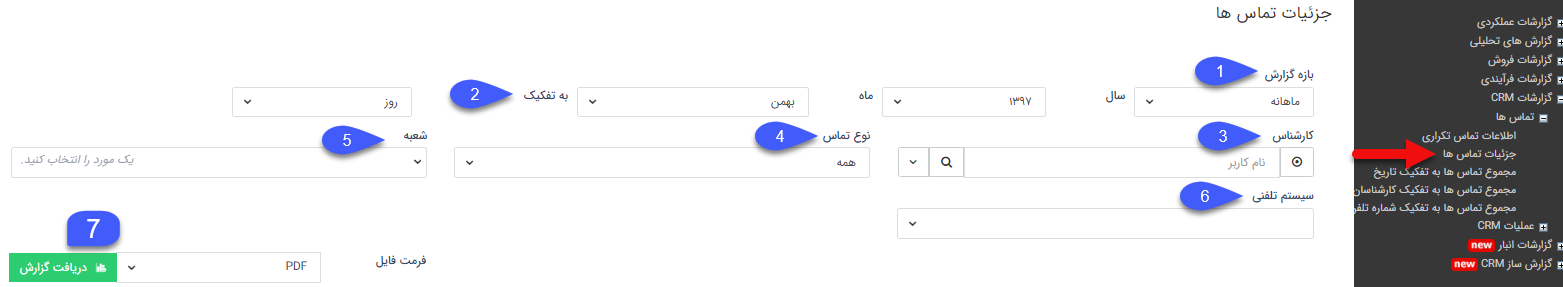 جزئیات تماس ها
بازه گزارش
1
ماهانه
سال
۱۳۹۷
ماه
بهمن
به تفکیک
2
روز
کارشناس
3
نام کاربر
نوع تماس
4
همه
شعبه
5
یک مورد را انتخاب کنید.
سیستم تلفنی
6
فرمت فایل
PDF
7
دریافت گزارش
گزارشات عملکردی
گزارش های تحلیلی
گزارشات فروش
گزارشات فرآیندی
گزارشات CRM
تماس ها
اطلاعات تماس تکراری
جزئیات تماس ها
مجموع تماس ها به تفکیک تاریخ
مجموع تماس ها به تفکیک کارشناسان
مجموع تماس ها به تفکیک شماره تلفر
عملیات CRM
گزارشات انبار new
گزارش ساز CRM new